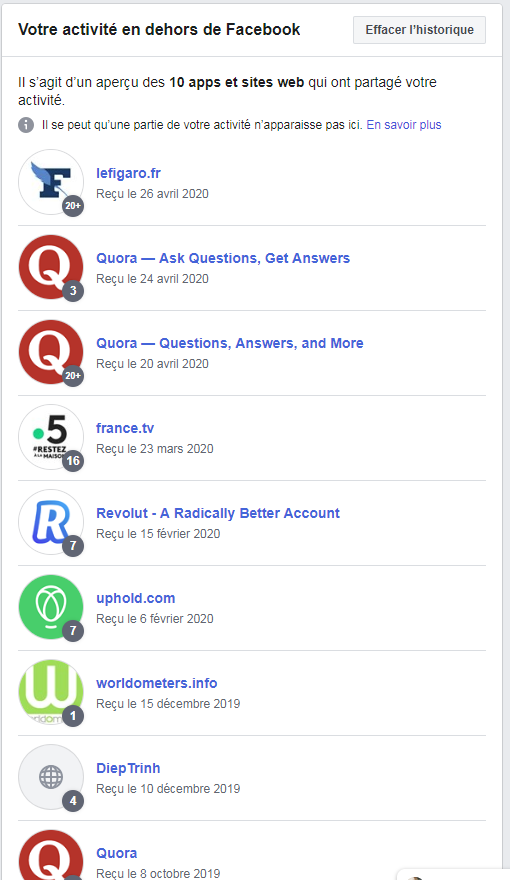 Votre activité en dehors de Facebook
Effacer l'historique
Il s'agit d'un aperçu des 10 apps et sites web qui ont partagé votre
activité.
Il se peut qu'une partie de votre activité n'apparaisse pas ici. En savoir plus
F
20+
lefigaro.fr
Reçu le 26 avril 2020
Q
3
Quora — Ask Questions, Get Answers
Reçu le 24 avril 2020
Q
20+
Quora — Questions, Answers, and More
Reçu le 20 avril 2020
5
#RESTEZ
À LA MAISON
16
france.tv
Reçu le 23 mars 2020
R
7
Revolut - A Radically Better Account
Reçu le 15 février 2020
7
uphold.com
Reçu le 6 février 2020
W
1
worldometers.info
Reçu le 15 décembre 2019
4
DiepTrinh
Reçu le 10 décembre 2019
Q
Quora
Reçu le 8 octobre 2019